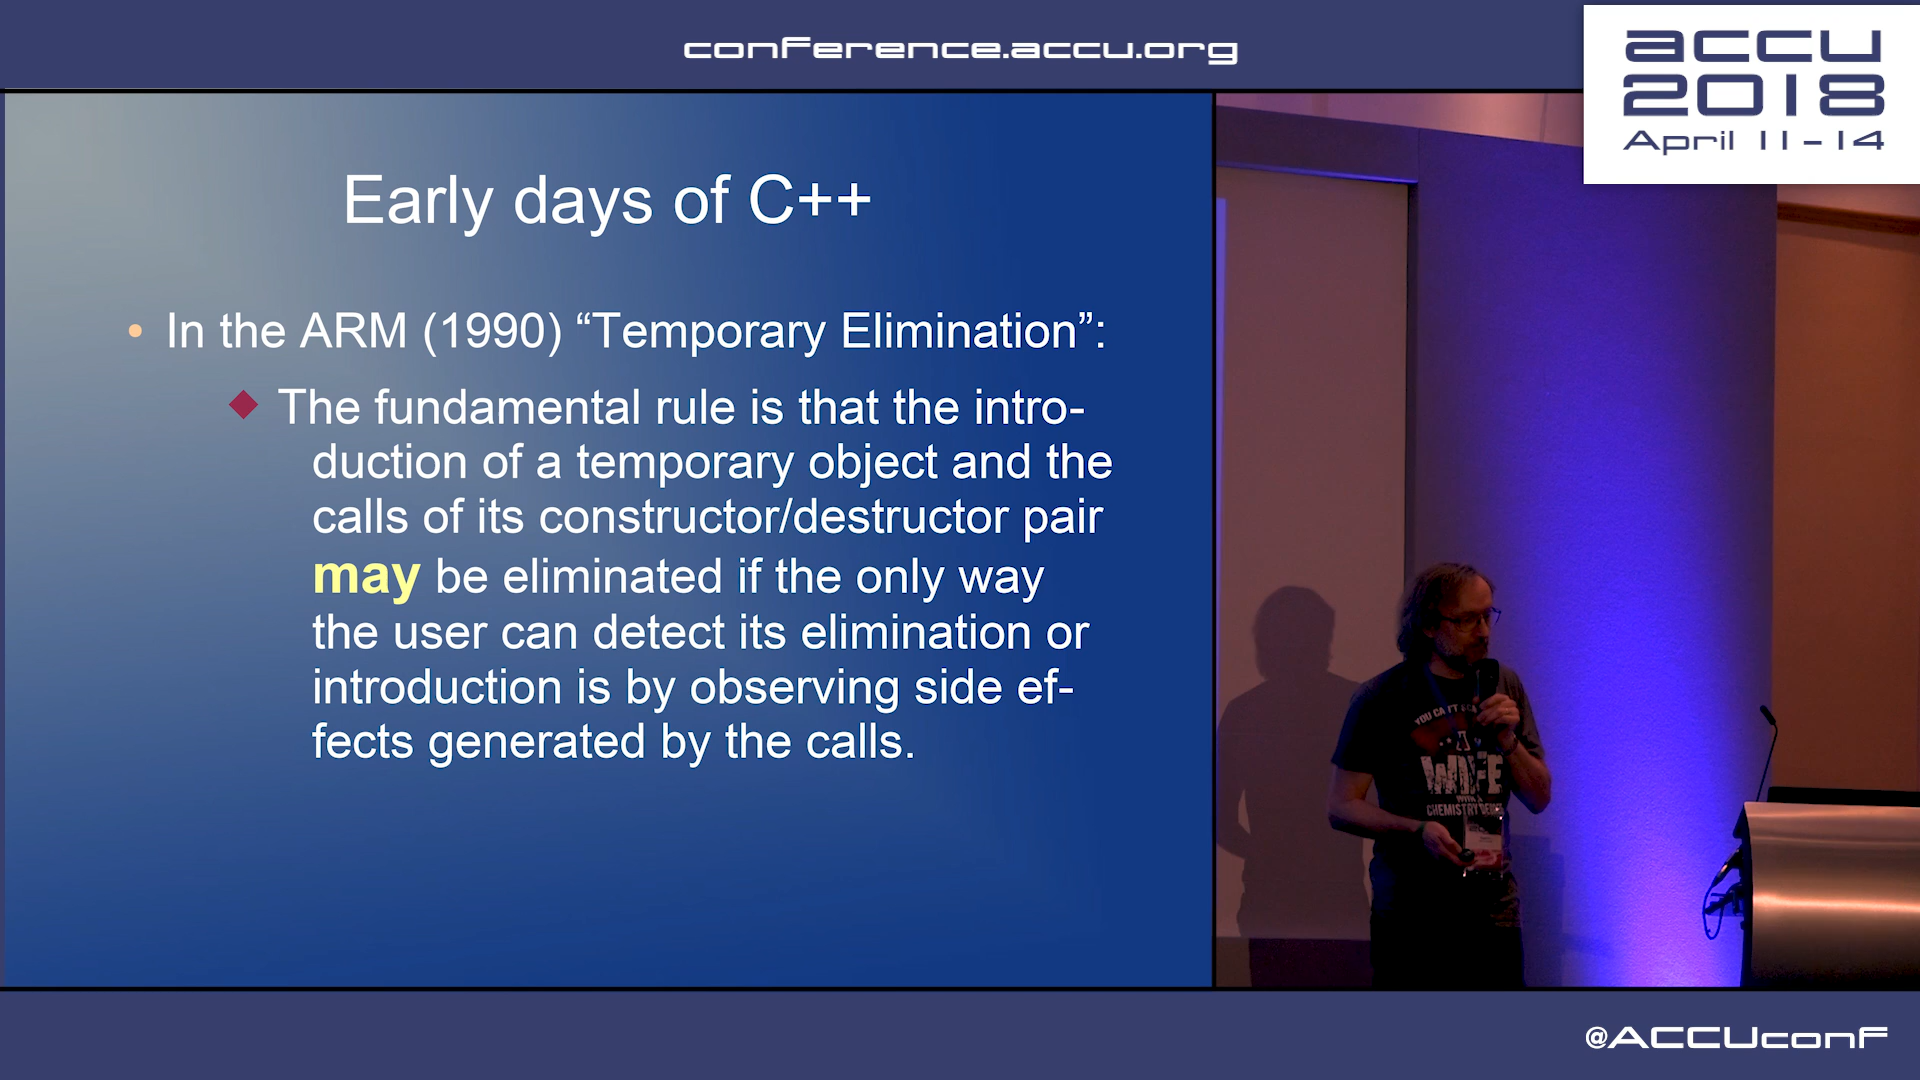 conference.accu.org
accu
2018
April 11-14
Early days of C++
• In the ARM (1990) “Temporary Elimination”:
◆ The fundamental rule is that the intro-
duction of a temporary object and the
calls of its constructor/destructor pair
may be eliminated if the only way
the user can detect its elimination or
introduction is by observing side ef-
fects generated by the calls.
YOU CAN'T
CHEMISTRY
@ACCUconf